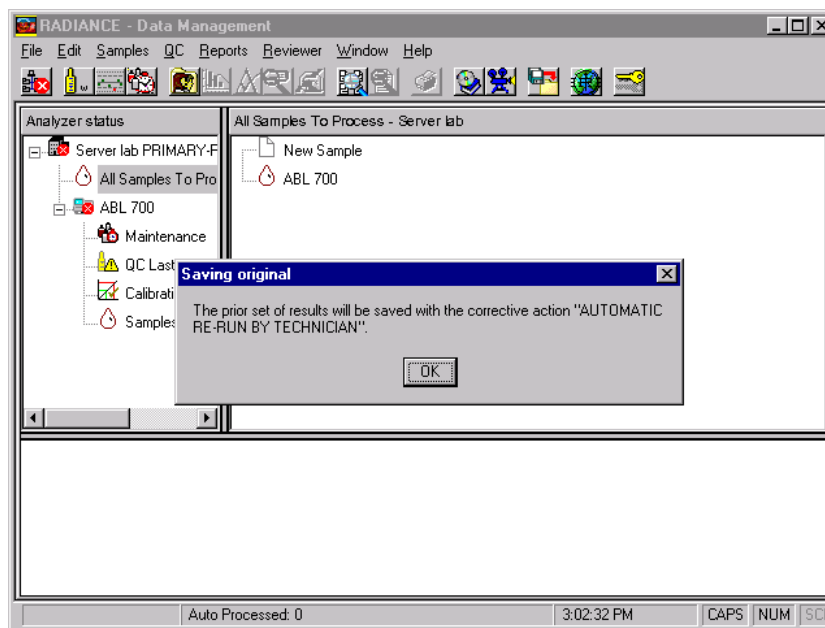 RADIANCE - Data Management
File Edit Samples QC Reports Reviewer Window Help
Analyzer status
All Samples To Process - Server lab
Server lab PRIMARY-F
All Samples To Pro
ABL 700
Maintenance
QC Last
Calibrati
Samples
New Sample
ABL 700
Saving original
The prior set of results will be saved with the corrective action "AUTOMATIC
RE-RUN BY TECHNICIAN".
OK
Auto Processed: 0
3:02:32 PM
CAPS
NUM
SC